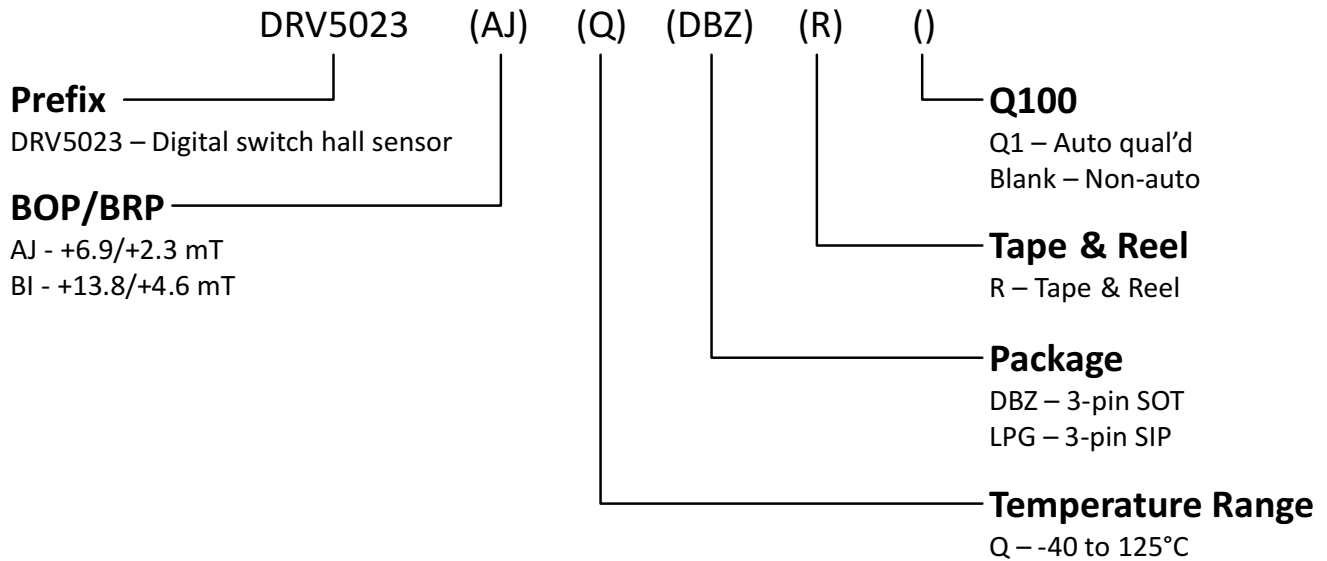 DRV5023 (AJ) (Q) (DBZ) (R) ()
Prefix
DRV5023 – Digital switch hall sensor
BOP/BRP
AJ - +6.9/+2.3 mT
BI - +13.8/+4.6 mT
Q100
Q1 – Auto qual’d
Blank – Non-auto
Tape & Reel
R – Tape & Reel
Package
DBZ – 3-pin SOT
LPG – 3-pin SIP
Temperature Range
Q – -40 to 125°C